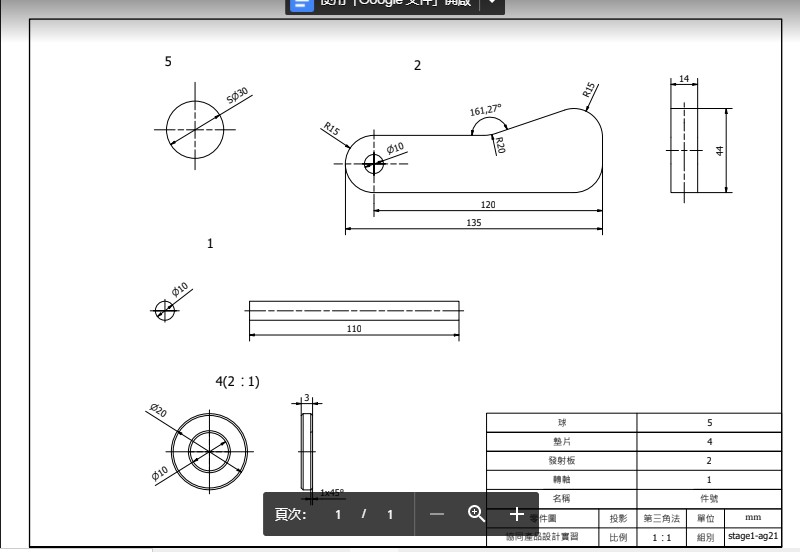 使用「Google 文件」開啟
5
2
SØ30
R15
Ø10
161,27°
R20
R15
14
44
120
135
1
Ø10
110
4(2：1)
Ø20
Ø10
3
1x45°
球 5
墊片 4
發射板 2
轉軸 1
名稱 件號
零件圖 投影 第三角法 單位 mm
協同產品設計實習 比例 1：1 組別 stage1-ag21
頁次: 1 / 1